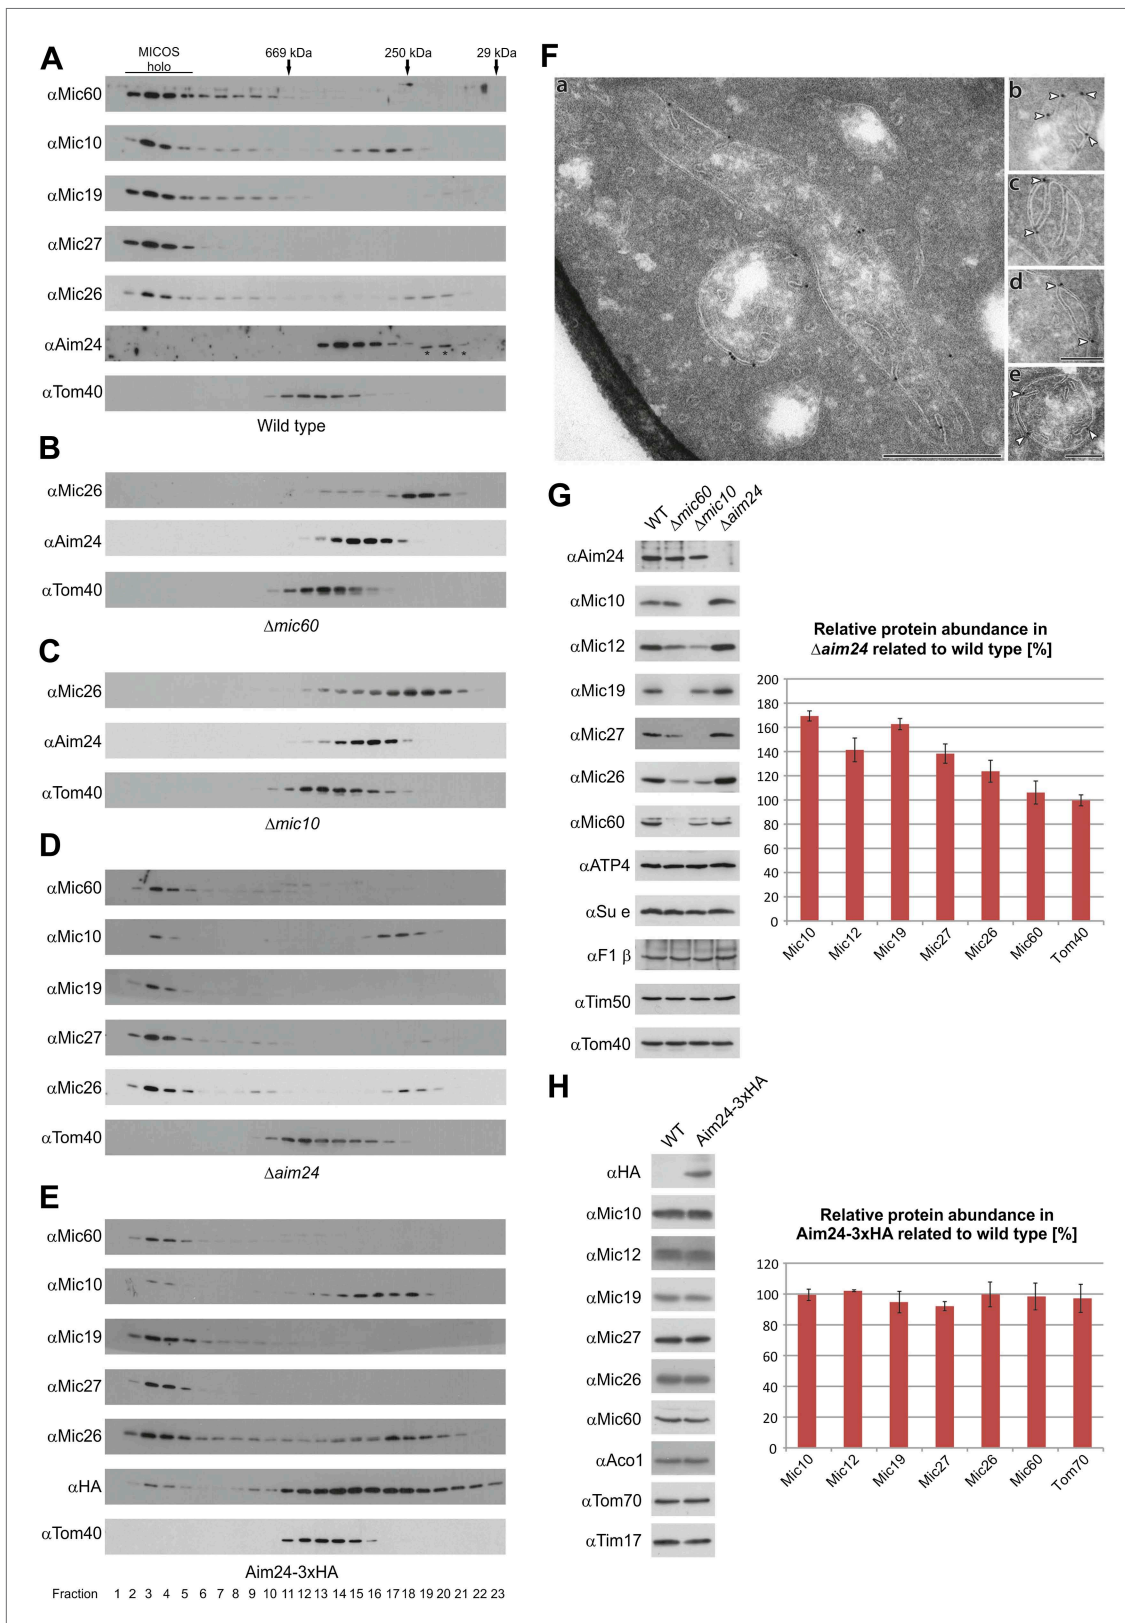 A
MICOS
holo
669 kDa
250 kDa
29 kDa
αMic60
αMic10
αMic19
αMic27
αMic26
αAim24
* * *
αTom40
Wild type
B
αMic26
αAim24
αTom40
Δmic60
C
αMic26
αAim24
αTom40
Δmic10
D
αMic60
αMic10
αMic19
αMic27
αMic26
αTom40
Δaim24
E
αMic60
αMic10
αMic19
αMic27
αMic26
αHA
αTom40
Aim24-3xHA
Fraction 1 2 3 4 5 6 7 8 9 10 11 12 13 14 15 16 17 18 19 20 21 22 23
F
a
b
c
d
e
G
WT
Δmic60
Δmic10
Δaim24
αAim24
αMic10
αMic12
αMic19
αMic27
αMic26
αMic60
αATP4
αSu e
αF1 β
αTim50
αTom40
Relative protein abundance in
Δaim24 related to wild type [%]
200
180
160
140
120
100
80
60
40
20
0
Mic10
Mic12
Mic19
Mic27
Mic26
Mic60
Tom40
H
WT
Aim24-3xHA
αHA
αMic10
αMic12
αMic19
αMic27
αMic26
αMic60
αAco1
αTom70
αTim17
Relative protein abundance in
Aim24-3xHA related to wild type [%]
120
100
80
60
40
20
0
Mic10
Mic12
Mic19
Mic27
Mic26
Mic60
Tom70